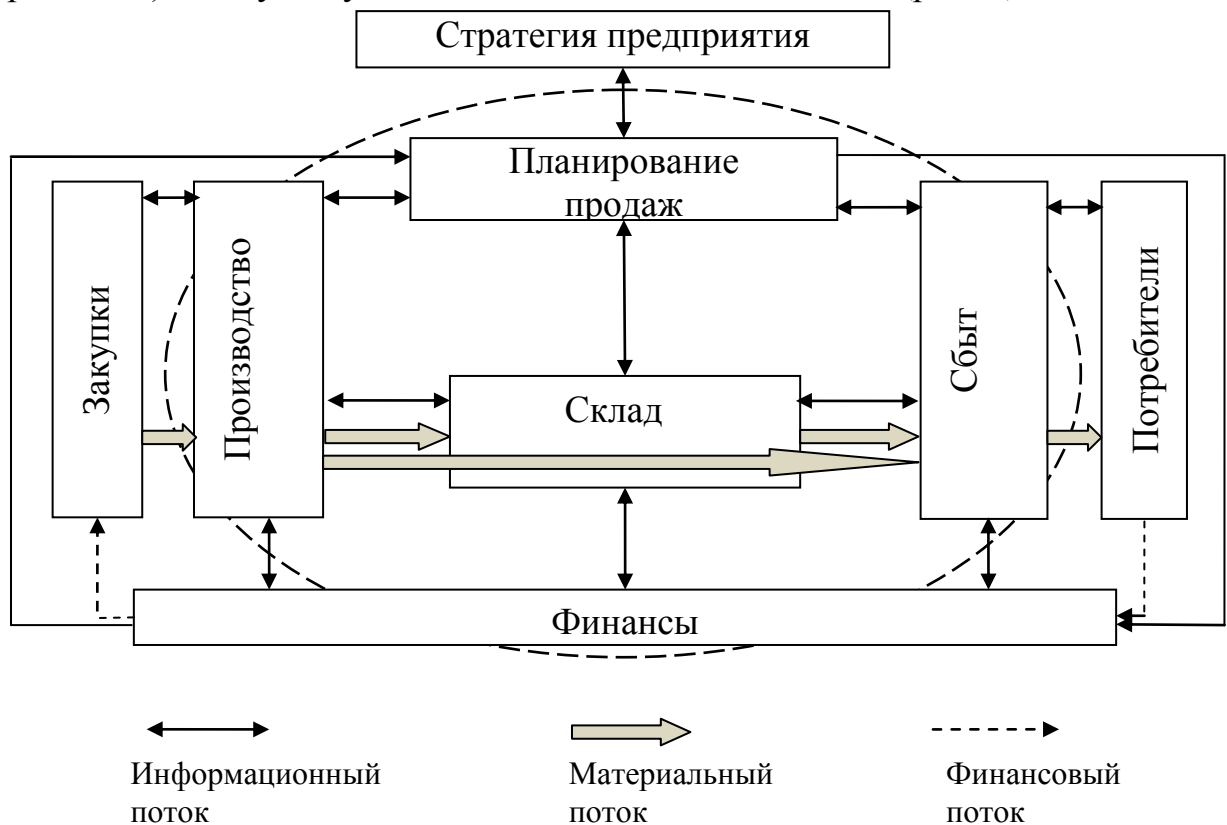 Стратегия предприятия
Планирование
продаж
Закупки
Производство
Склад
Сбыт
Потребители
Финансы
Информационный
поток
Материальный
поток
Финансовый
поток